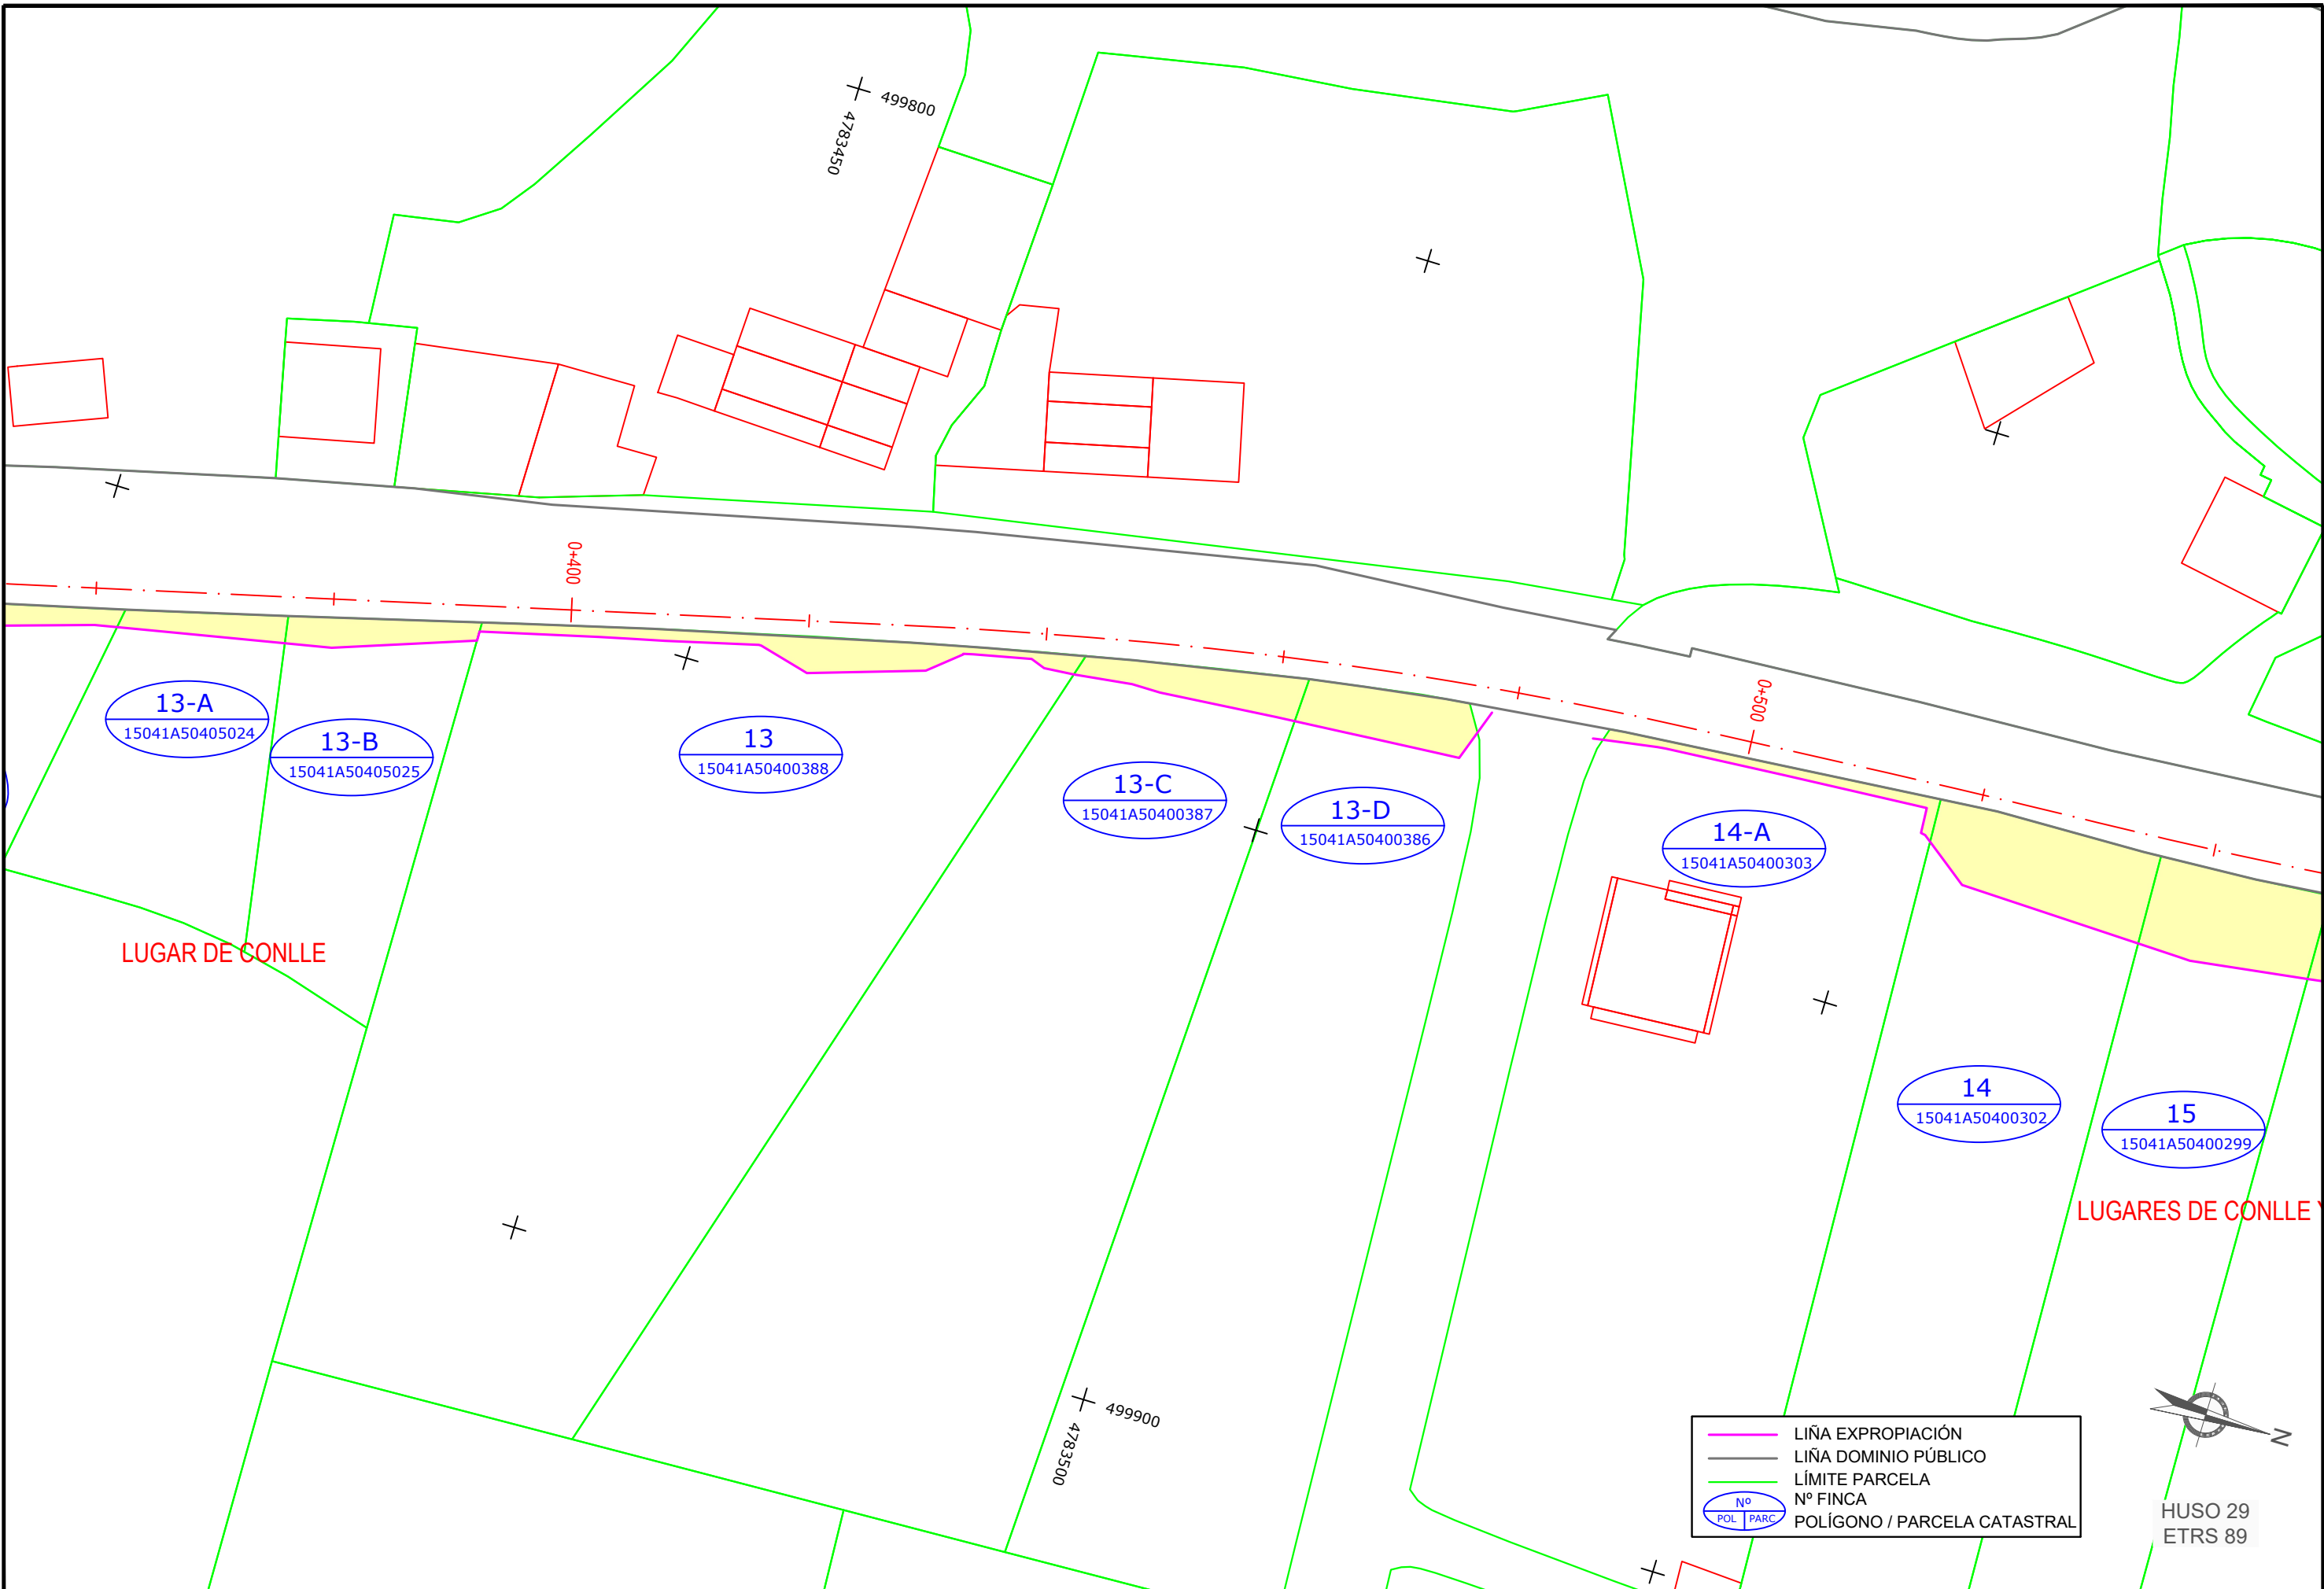 499800
4783450
0+400
0+500
13-A
15041A50405024
13-B
15041A50405025
13
15041A50400388
13-C
15041A50400387
13-D
15041A50400386
14-A
15041A50400303
LUGAR DE CONLLE
14
15041A50400302
15
15041A50400299
LUGARES DE CONLLE
499900
4783500
LIÑA EXPROPIACIÓN
LIÑA DOMINIO PÚBLICO
LÍMITE PARCELA
Nº
POL PARC
Nº FINCA
POLÍGONO / PARCELA CATASTRAL
N
HUSO 29
ETRS 89